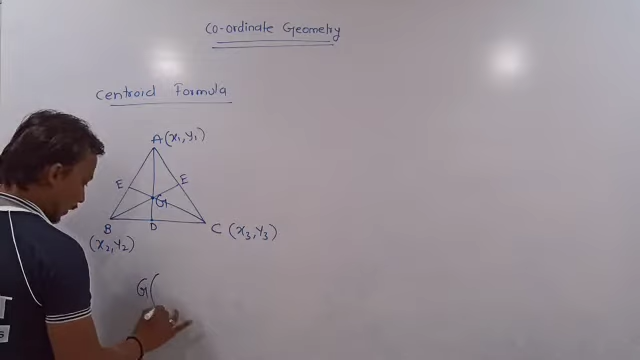 Co-ordinate Geometry
Centroid Formula
A(x₁,y₁)
E E
G
B D C (x₃,y₃)
(x₂,y₂)
G(